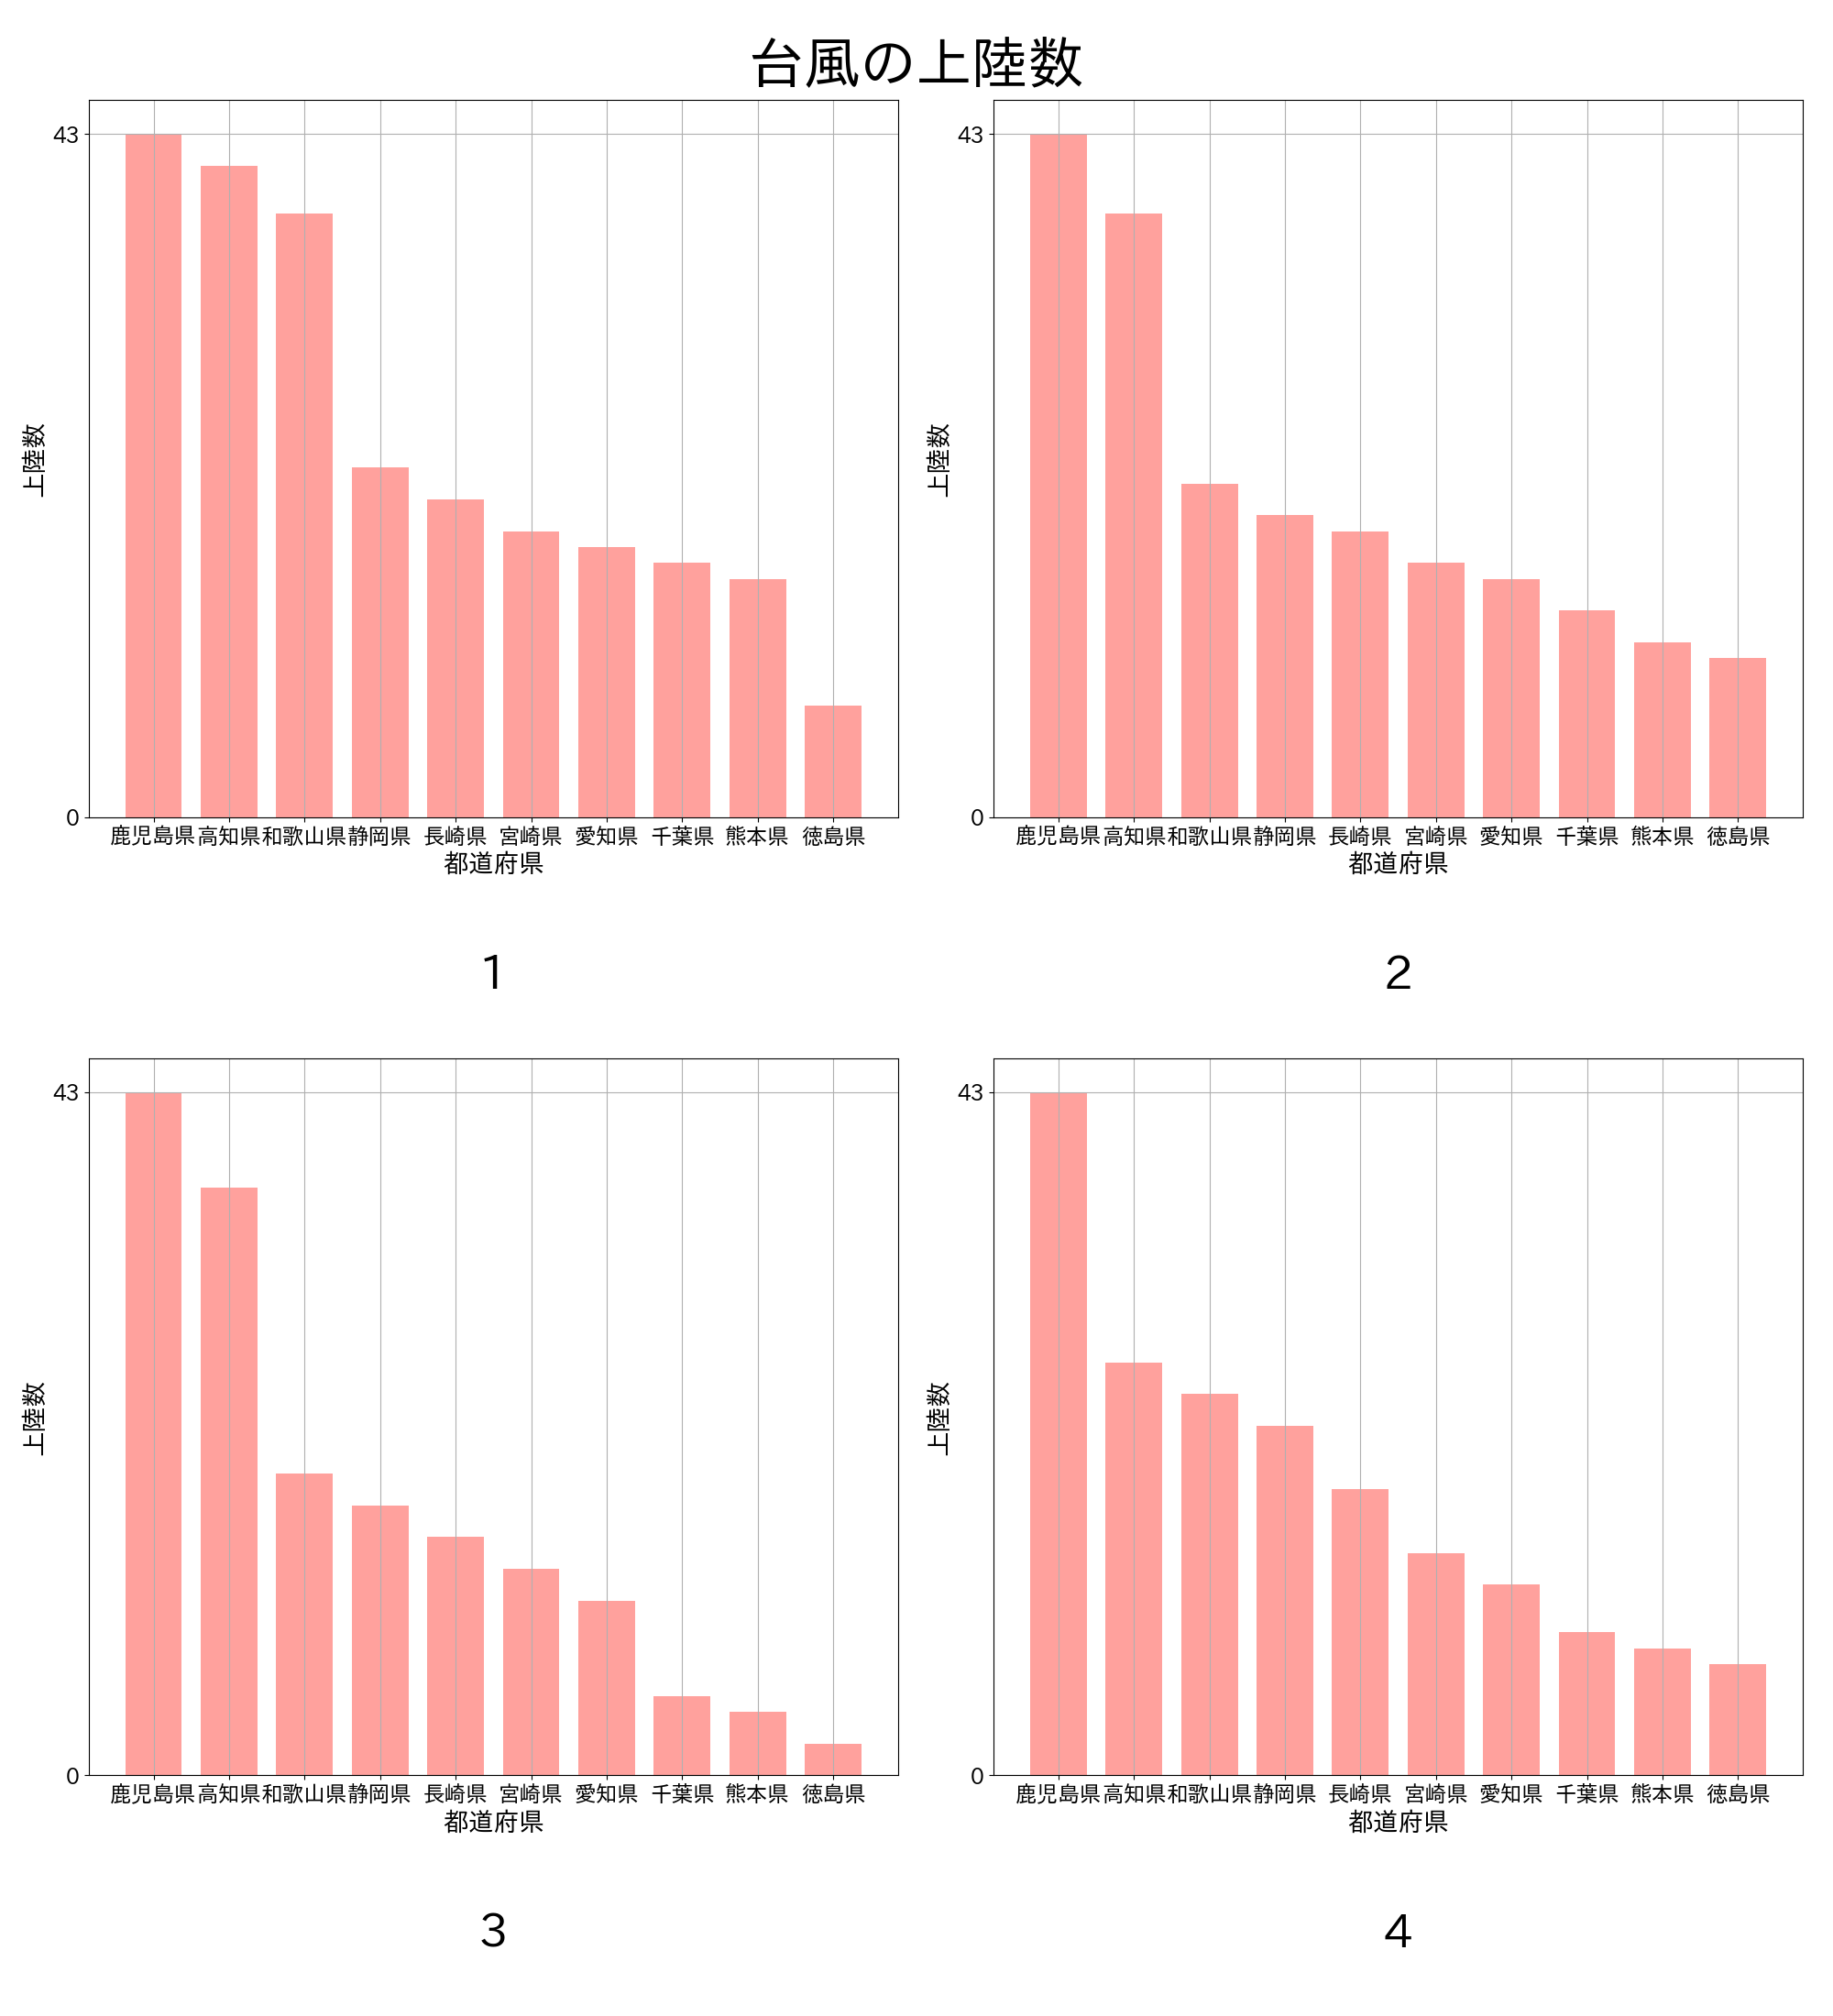 台風の上陸数
43
0
上陸数
鹿児島県 高知県 和歌山県 静岡県 長崎県 宮崎県 愛知県 千葉県 熊本県 徳島県
都道府県
1
43
0
上陸数
鹿児島県 高知県 和歌山県 静岡県 長崎県 宮崎県 愛知県 千葉県 熊本県 徳島県
都道府県
2
43
0
上陸数
鹿児島県 高知県 和歌山県 静岡県 長崎県 宮崎県 愛知県 千葉県 熊本県 徳島県
都道府県
3
43
0
上陸数
鹿児島県 高知県 和歌山県 静岡県 長崎県 宮崎県 愛知県 千葉県 熊本県 徳島県
都道府県
4